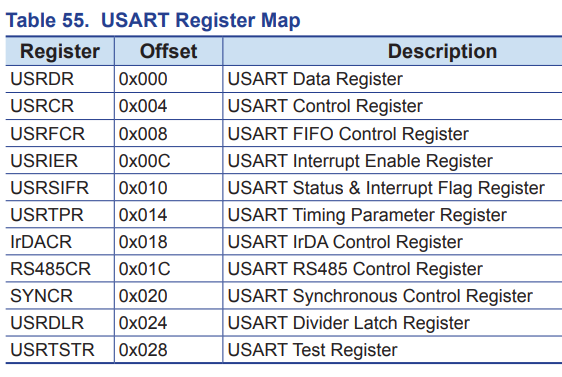 Table 55. USART Register Map
Register Offset Description
USRDR 0x000 USART Data Register
USRCR 0x004 USART Control Register
USRFCR 0x008 USART FIFO Control Register
USRIER 0x00C USART Interrupt Enable Register
USRSIFR 0x010 USART Status & Interrupt Flag Register
USRTPR 0x014 USART Timing Parameter Register
IrDACR 0x018 USART IrDA Control Register
RS485CR 0x01C USART RS485 Control Register
SYNCR 0x020 USART Synchronous Control Register
USRDLR 0x024 USART Divider Latch Register
USRTSTR 0x028 USART Test Register